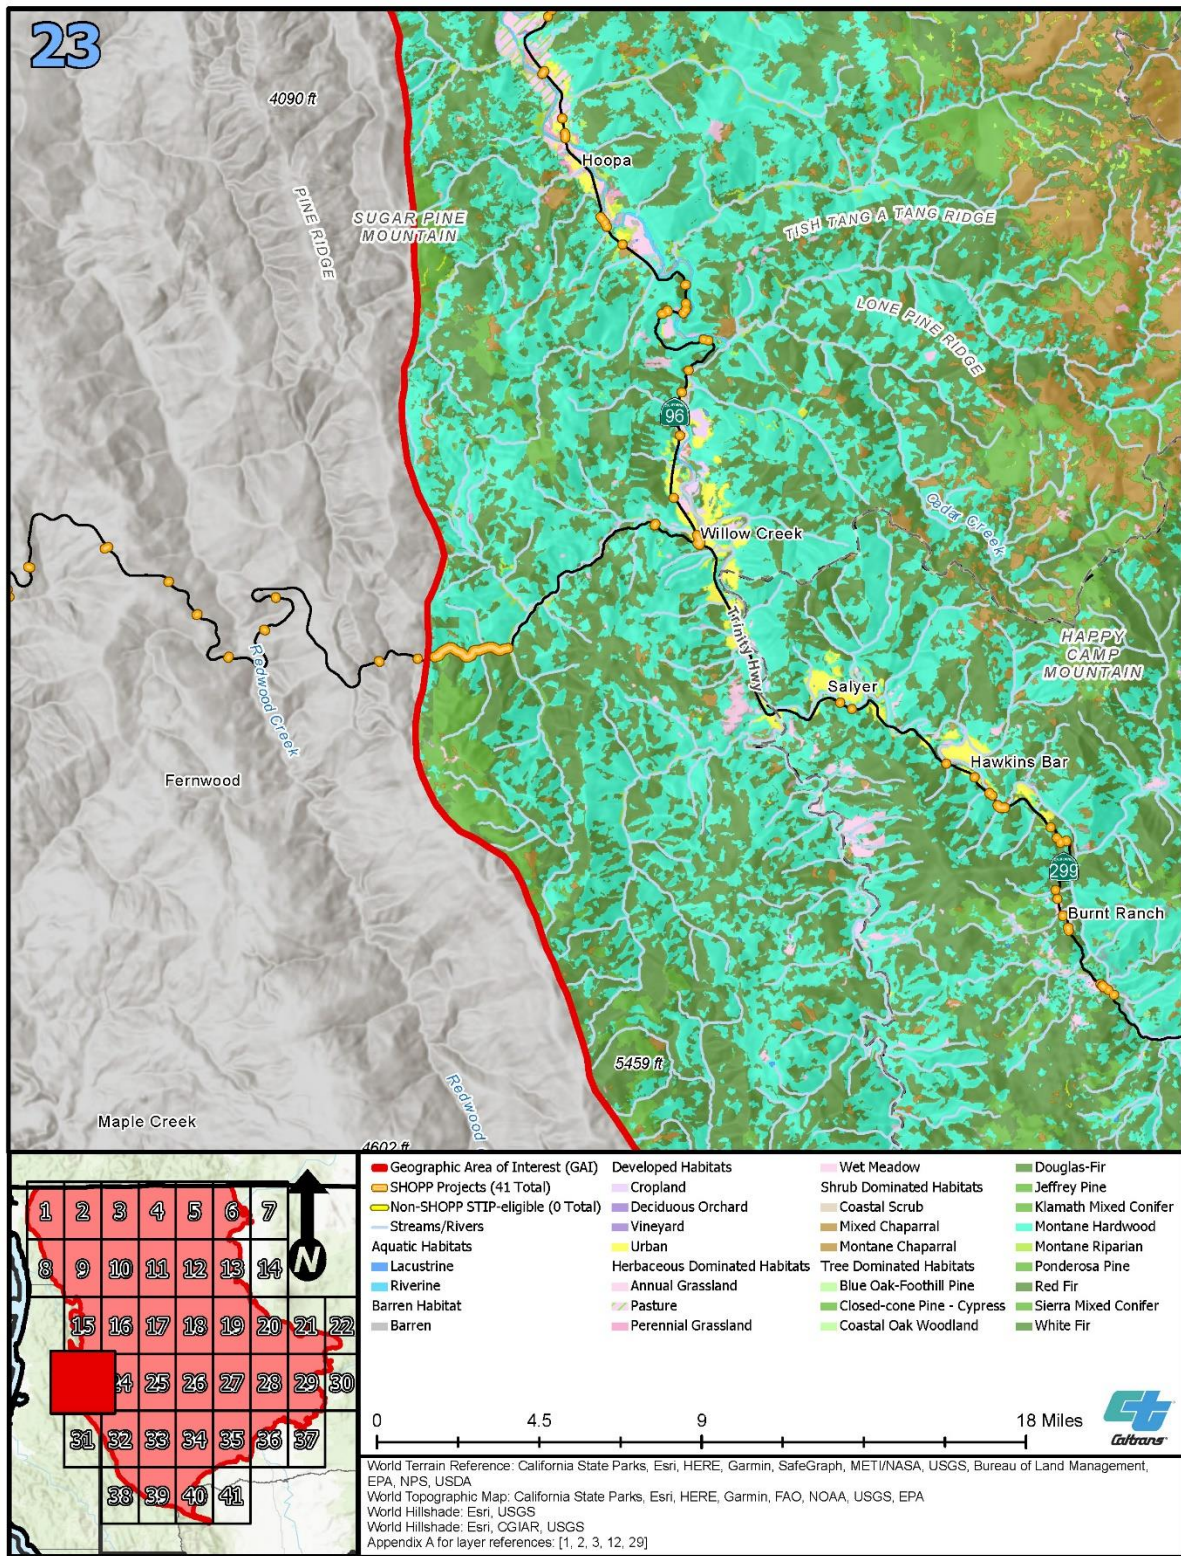 23
4090 ft
Hoopa
PINE RIDGE
SUGAR PINE
MOUNTAIN
TISH TANG A TANG RIDGE
LONE PINE RIDGE
96
Cedar Creek
Willow Creek
Trinity Hwy
HAPPY
CAMP
MOUNTAIN
Redwood Creek
Salyer
Hawkins Bar
Fernwood
299
Burnt Ranch
5459 ft
Redwood
Maple Creek
4602 ft
1 2 3 4 5 6 7
8 9 10 11 12 13 14
15 16 17 18 19 20 21 22
24 25 26 27 28 29 30
31 32 33 34 35 36 37
38 39 40 41
N
Geographic Area of Interest (GAI)
SHOPP Projects (41 Total)
Non-SHOPP STIP-eligible (0 Total)
Streams/Rivers
Aquatic Habitats
Lacustrine
Riverine
Barren Habitat
Barren
Developed Habitats
Cropland
Deciduous Orchard
Vineyard
Urban
Herbaceous Dominated Habitats
Annual Grassland
Pasture
Perennial Grassland
Wet Meadow
Shrub Dominated Habitats
Coastal Scrub
Mixed Chaparral
Montane Chaparral
Tree Dominated Habitats
Blue Oak-Foothill Pine
Closed-cone Pine - Cypress
Coastal Oak Woodland
Douglas-Fir
Jeffrey Pine
Klamath Mixed Conifer
Montane Hardwood
Montane Riparian
Ponderosa Pine
Red Fir
Sierra Mixed Conifer
White Fir
0 4.5 9 18 Miles
Caltrans
World Terrain Reference: California State Parks, Esri, HERE, Garmin, SafeGraph, METI/NASA, USGS, Bureau of Land Management,
EPA, NPS, USDA
World Topographic Map: California State Parks, Esri, HERE, Garmin, FAO, NOAA, USGS, EPA
World Hillshade: Esri, USGS
World Hillshade: Esri, CGIAR, USGS
Appendix A for layer references: [1, 2, 3, 12, 29]